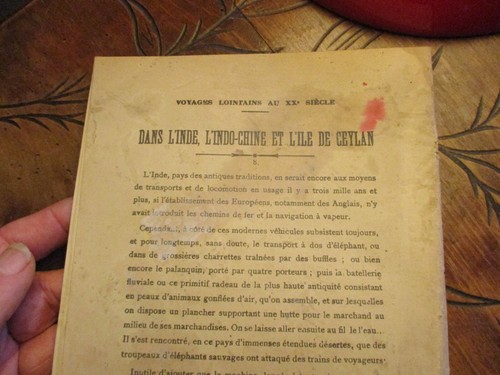 VOYAGES LOINTAINS AU XXᵉ SIÈCLE
DANS L'INDE, L'INDO-CHINE ET L'ILE DE CEYLAN
L'Inde, pays des antiques traditions, en serait encore aux moyens
de transports et de locomotion en usage il y a trois mille ans et
plus, si l'établissement des Européens, notamment des Anglais, n'y
avait introduit les chemins de fer et la navigation à vapeur.
Cependant, à côté de ces modernes véhicules subsistent toujours,
et pour longtemps, sans doute, le transport à dos d'éléphant, ou
dans de grossières charrettes traînées par des buffles ; ou bien
encore le palanquin, porté par quatre porteurs ; puis la batellerie
fluviale ou ce primitif radeau de la plus haute antiquité consistant
en peaux d'animaux gonflées d'air, qu'on assemble, et sur lesquelles
on dispose un plancher supportant une hutte pour le marchand au
milieu de ses marchandises. On se laisse aller ensuite au fil le l'eau..
Il s'est rencontré, en ce pays d'immenses étendues désertes, que des
troupeaux d'éléphants sauvages ont attaqué des trains de voyageurs.
Inutile d'ajouter que la machine